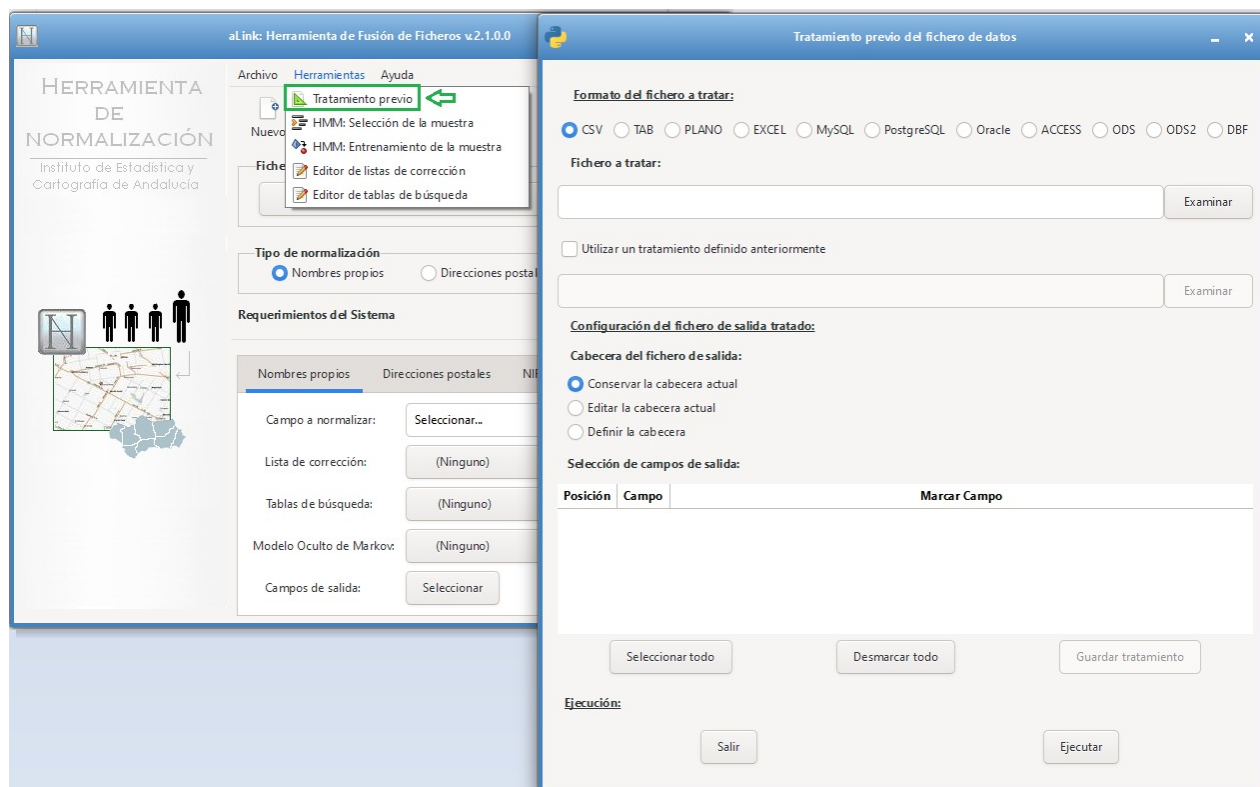 aLink: Herramienta de Fusión de Ficheros v.2.1.0.0
HERRAMIENTA
DE
NORMALIZACIÓN
Instituto de Estadística y
Cartografía de Andalucía
Archivo Herramientas Ayuda
Nuevo
Tratamiento previo
HMM: Selección de la muestra
HMM: Entrenamiento de la muestra
Editor de listas de corrección
Editor de tablas de búsqueda
Fiche
Tipo de normalización
Nombres propios Direcciones postal
Requerimientos del Sistema
Nombres propios Direcciones postales NIF
Campo a normalizar: Seleccionar...
Lista de corrección: (Ninguno)
Tablas de búsqueda: (Ninguno)
Modelo Oculto de Markov: (Ninguno)
Campos de salida: Seleccionar
Tratamiento previo del fichero de datos
Formato del fichero a tratar:
CSV TAB PLANO EXCEL MySQL PostgreSQL Oracle ACCESS ODS ODS2 DBF
Fichero a tratar:
Examinar
Utilizar un tratamiento definido anteriormente
Examinar
Configuración del fichero de salida tratado:
Cabecera del fichero de salida:
Conservar la cabecera actual
Editar la cabecera actual
Definir la cabecera
Selección de campos de salida:
Posición Campo Marcar Campo
Seleccionar todo Desmarcar todo Guardar tratamiento
Ejecución:
Salir Ejecutar